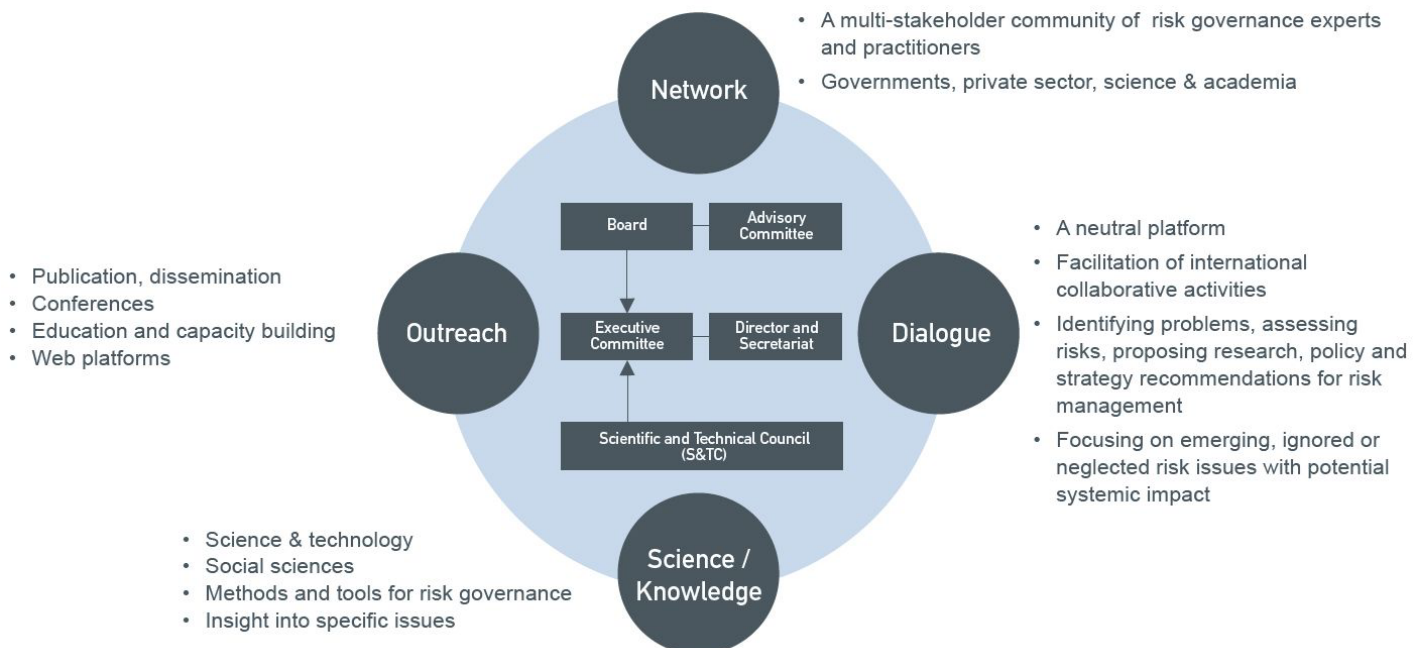 • A multi-stakeholder community of risk governance experts
and practitioners
• Governments, private sector, science & academia
Network
Board
Advisory
Committee
Executive
Committee
Director and
Secretariat
Scientific and Technical Council
(S&TC)
Outreach
• Publication, dissemination
• Conferences
• Education and capacity building
• Web platforms
Dialogue
• A neutral platform
• Facilitation of international
collaborative activities
• Identifying problems, assessing
risks, proposing research, policy and
strategy recommendations for risk
management
• Focusing on emerging, ignored or
neglected risk issues with potential
systemic impact
Science /
Knowledge
• Science & technology
• Social sciences
• Methods and tools for risk governance
• Insight into specific issues